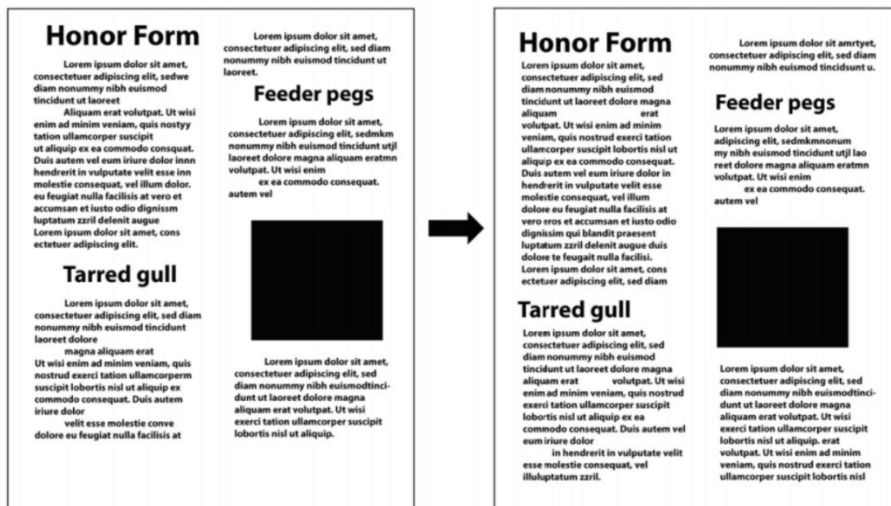 Honor Form
Lorem ipsum dolor sit amet,
consectetuer adipiscing elit, sedwe
diam nonummy nibh euismod
tincidunt ut laoreet
Aliquam erat volutpat. Ut wisi
enim ad minim veniam, quis nostyy
tation ullamcorper suscipit
ut aliquip ex ea commodo consquat.
Duis autem vel eum iriure dolor innn
hendrerit in vulputate velit esse inn
molestie consequat, vel illum dolor.
eu feugiat nulla facilisis at vero et
accumsan et iusto odio dignissm
luptatum zzril delenit augue
Lorem ipsum dolor sit amet, cons
ectetuer adipiscing elit.
Tarred gull
Lorem ipsum dolor sit amet,
consectetuer adipiscing elit, sed diam
nonummy nibh euismod tincidunt
laoreet dolore
magna aliquam erat
Ut wisi enim ad minim veniam, quis
nostrud exerci tation ullamcorperm
suscipit lobortis nisl ut aliquip ex
commodo consequat. Duis autem
iriure dolor
velit esse molestie conve
dolore eu feugiat nulla facilisis at
Lorem ipsum dolor sit amet,
consectetuer adipiscing elit, sed diam
nonummy nibh euismod tincidunt ut
laoreet.
Feeder pegs
Lorem ipsum dolor sit amet,
consectetuer adipiscing elit, sedmkm
nonummy nibh euismod tincidunt utjl
laoreet dolore magna aliquam eratmn
volutpat. Ut wisi enim
ex ea commodo consequat.
autem vel
Lorem ipsum dolor sit amet,
consectetuer adipiscing elit, sed
diam nonummy nibh euismodtinci-
dunt ut laoreet dolore magna
aliquam erat volutpat. Ut wisi
exerci tation ullamcorper suscipit
lobortis nisl ut aliquip.
Honor Form
Lorem ipsum dolor sit amet,
consectetuer adipiscing elit, sed
diam nonummy nibh euismod
tincidunt ut laoreet dolore magna
aliquam erat
volutpat. Ut wisi enim ad minim
veniam, quis nostrud exerci tation
ullamcorper suscipit lobortis nisl ut
aliquip ex ea commodo consequat.
Duis autem vel eum iriure dolor in
hendrerit in vulputate velit esse
molestie consequat, vel illum
dolore eu feugiat nulla facilisis at
vero eros et accumsan et iusto odio
dignissim qui blandit praesent
luptatum zzril delenit augue duis
dolore te feugait nulla facilisi.
Lorem ipsum dolor sit amet, cons
ectetuer adipiscing elit, sed diam
Tarred gull
Lorem ipsum dolor sit amet,
consectetuer adipiscing elit, sed
diam nonummy nibh euismod
tincidunt ut laoreet dolore magna
aliquam erat volutpat. Ut wisi
enim ad minim veniam, quis nostrud
exerci tation ullamcorper suscipit
lobortis nisl ut aliquip ex ea
commodo consequat. Duis autem vel
eum iriure dolor
in hendrerit in vulputate velit
esse molestie consequat, vel
illuluptatum zzril.
Lorem ipsum dolor sit amrtyet,
consectetuer adipiscing elit, sed diam
nonummy nibh euismod tincidsunt u.
Feeder pegs
Lorem ipsum dolor sit amet,
adipiscing elit, sedmkmnonum
my nibh euismod tincidunt utjl lao
reet dolore magna aliquam eratmn
volutpat. Ut wisi enim
ex ea commodo consequat.
autem vel
Lorem ipsum dolor sit amet,
consectetuer adipiscing elit, sed
diam nonummy nibh euismodtinci-
dunt ut laoreet dolore magna
aliquam erat volutpat. Ut wisi
exerci tation ullamcorper suscipit
lobortis nisl ut aliquip. erat
volutpat. Ut wisi enim ad minim
veniam, quis nostrud exerci tation
ullamcorper suscipit lobortis nisl